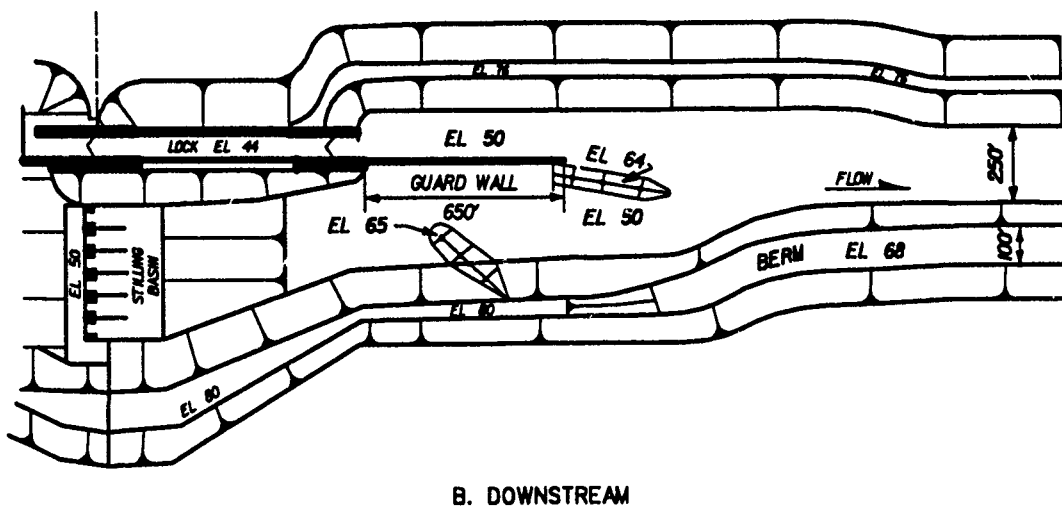 EL 76
EL 76
LOCK EL 44
EL 50
EL 64
250'
FLOW
GUARD WALL
650'
EL 50
EL 65
EL 50
STILLING
BASIN
BERM EL 68
100'
EL 80
EL 80
B. DOWNSTREAM